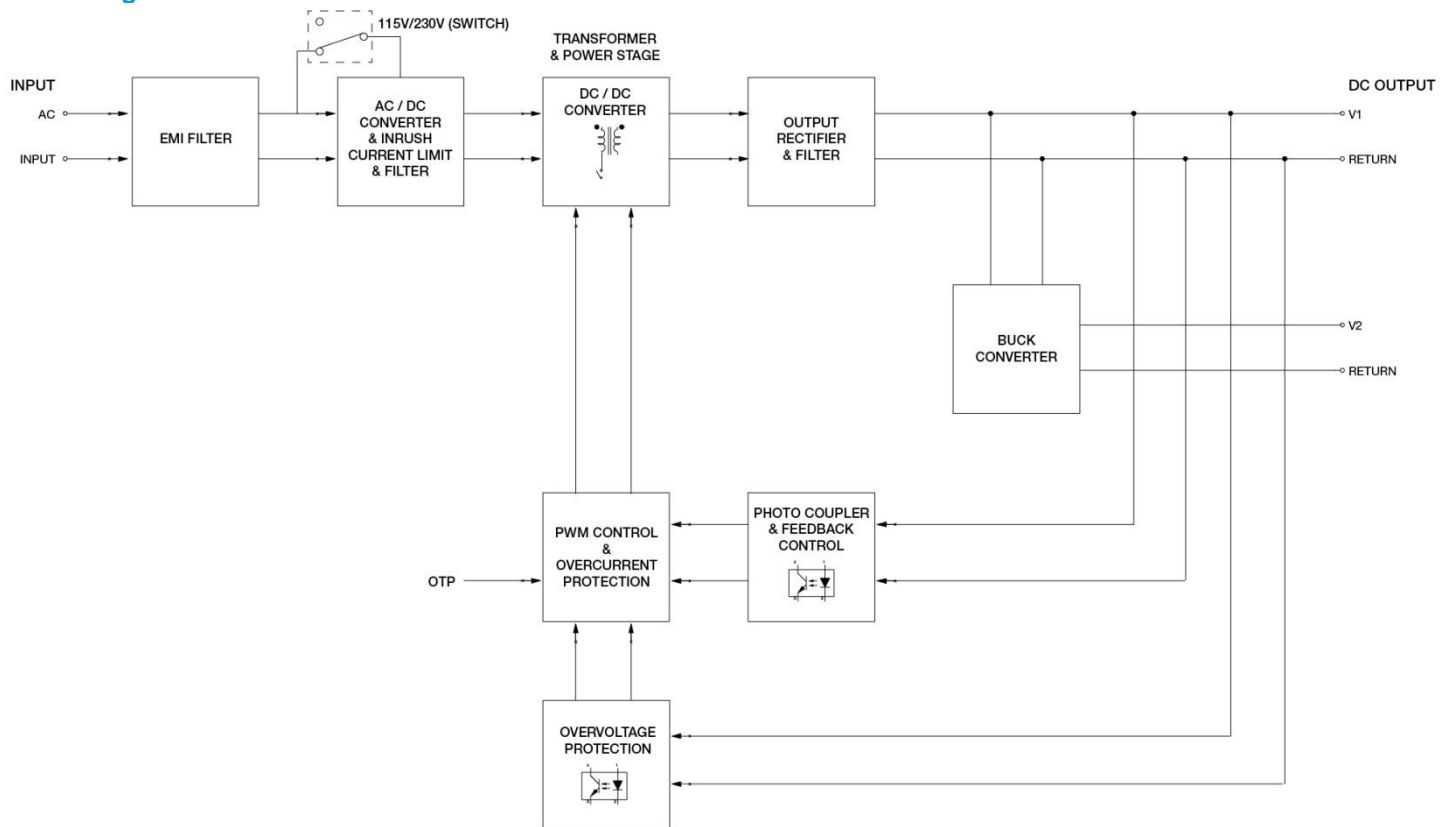 115V/230V (SWITCH)
TRANSFORMER
& POWER STAGE
INPUT
AC
INPUT
EMI FILTER
AC / DC
CONVERTER
& INRUSH
CURRENT LIMIT
& FILTER
DC / DC
CONVERTER
OUTPUT
RECTIFIER
& FILTER
DC OUTPUT
V1
RETURN
BUCK
CONVERTER
V2
RETURN
PWM CONTROL
&
OVERCURRENT
PROTECTION
OTP
PHOTO COUPLER
& FEEDBACK
CONTROL
OVERVOLTAGE
PROTECTION